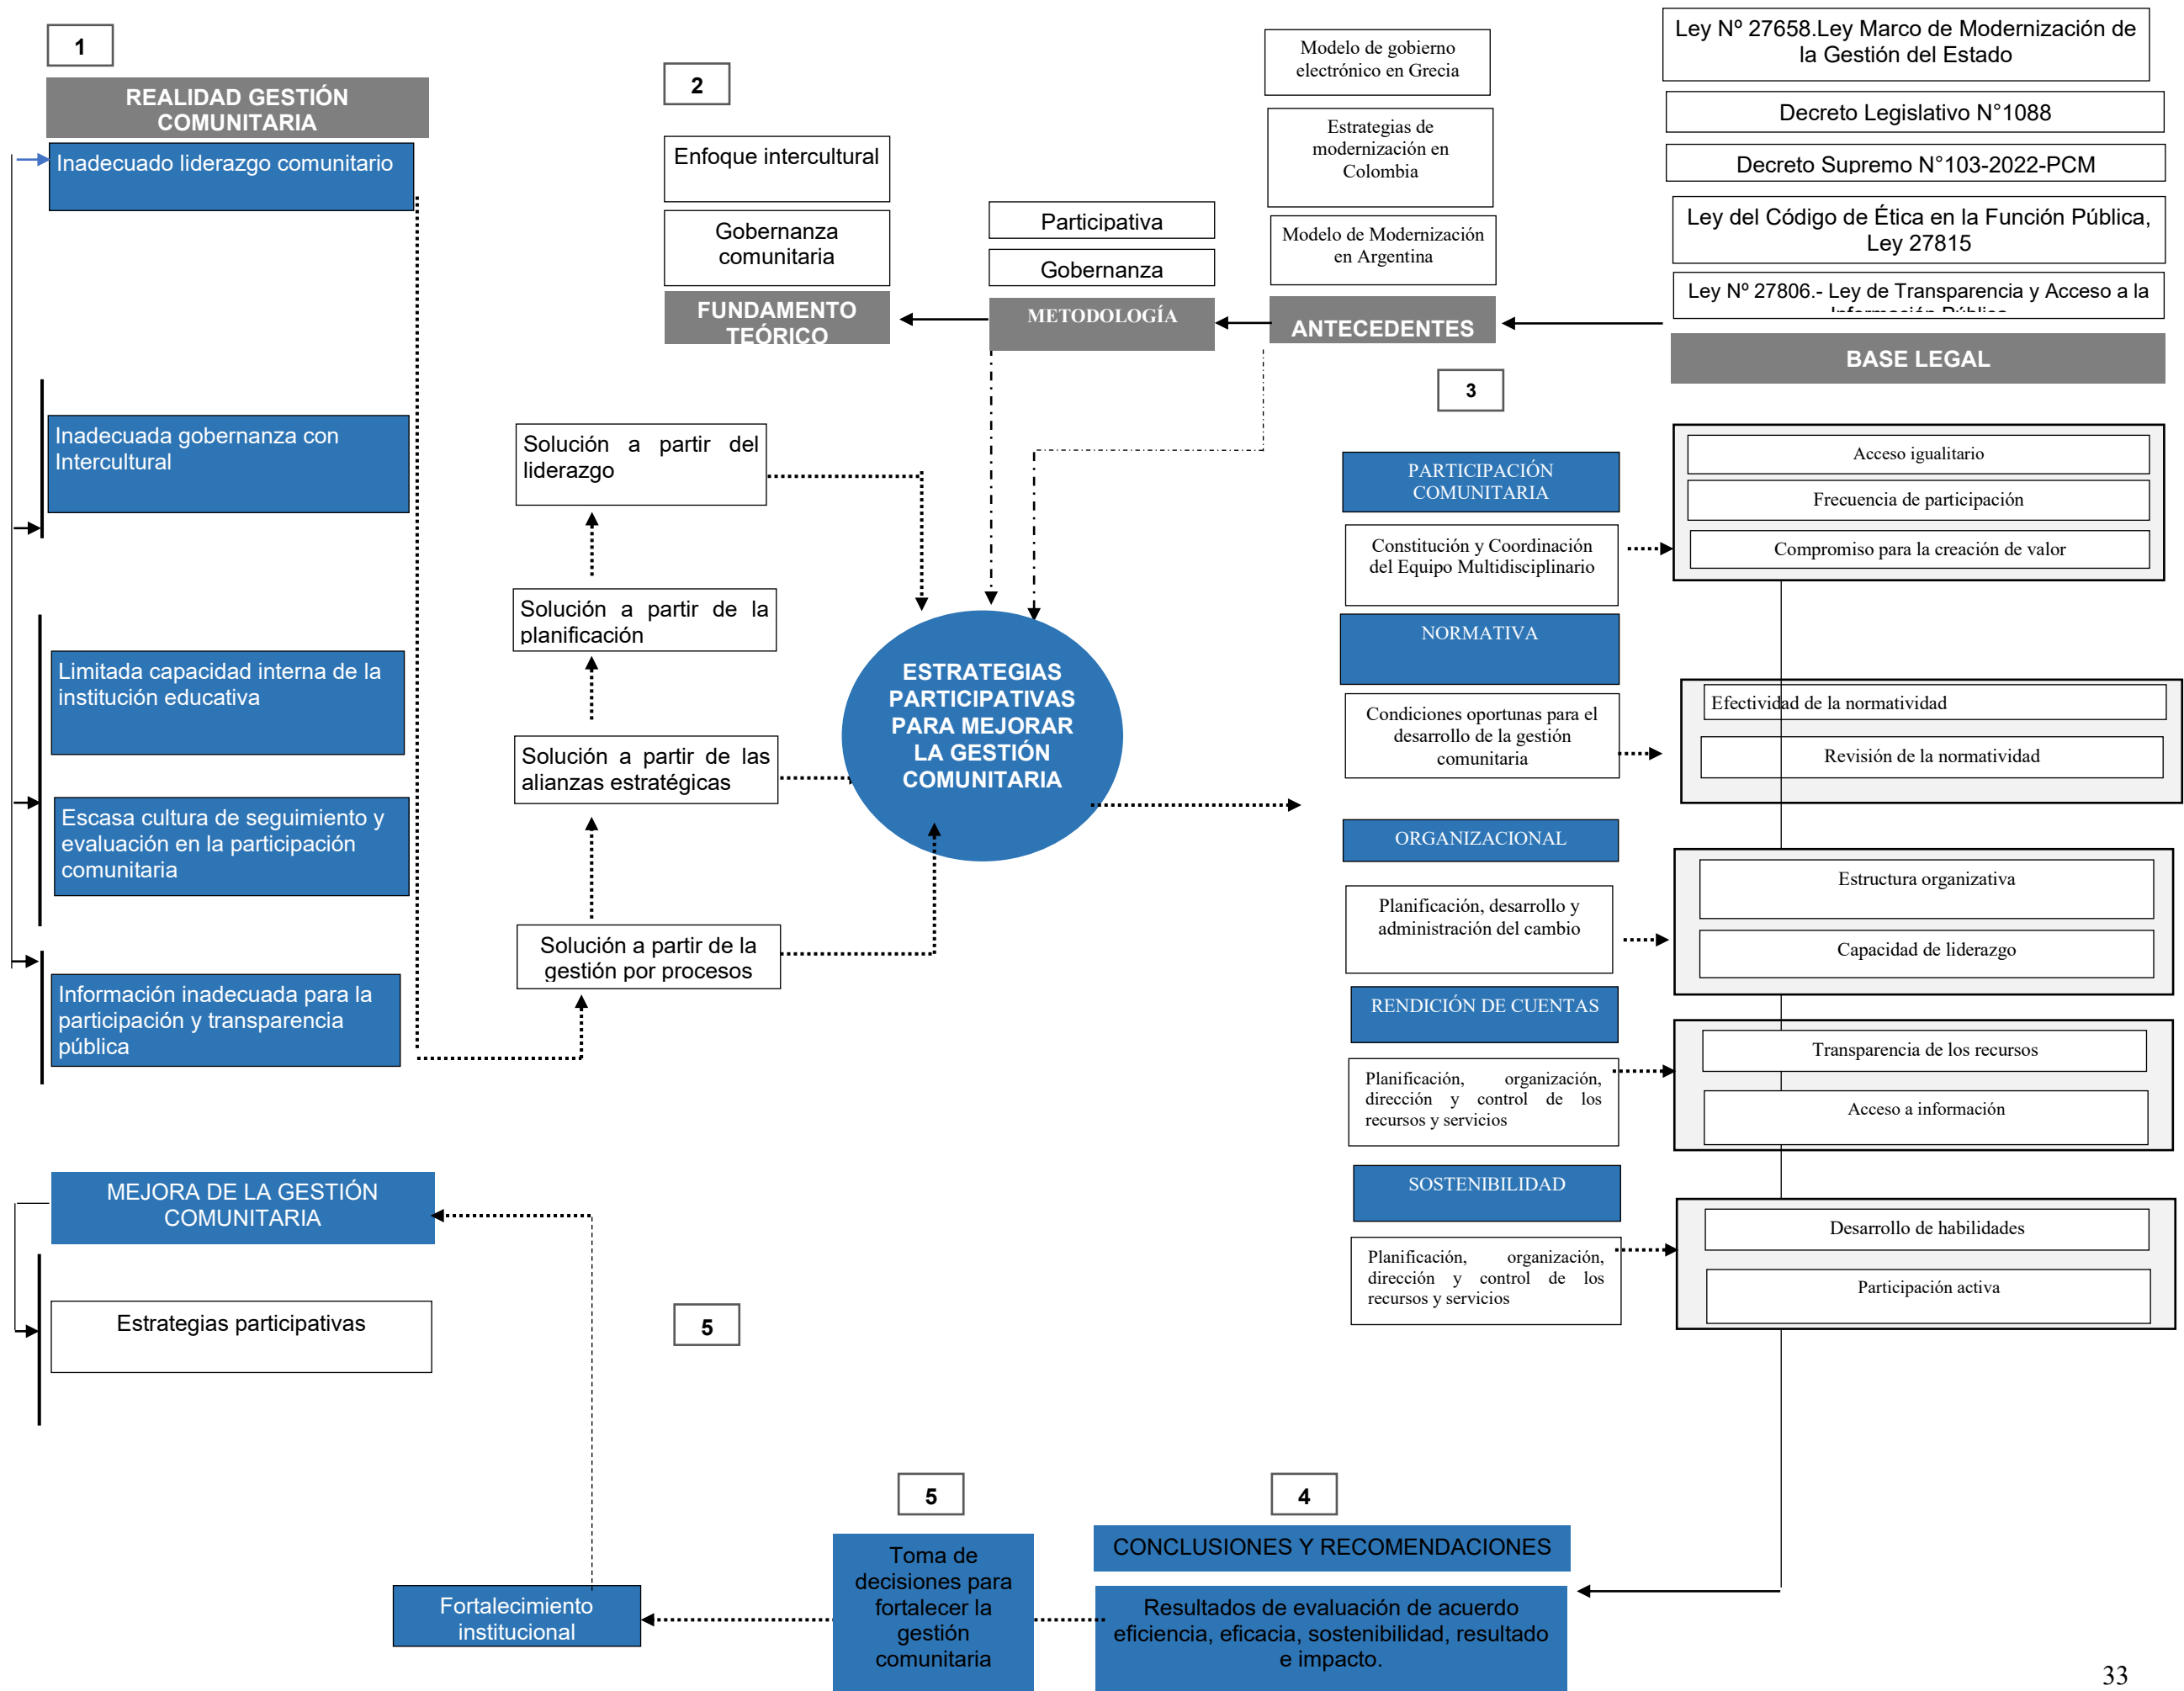 1
REALIDAD GESTIÓN
COMUNITARIA
Inadecuado liderazgo comunitario
Inadecuada gobernanza con
Intercultural
Limitada capacidad interna de la
institución educativa
Escasa cultura de seguimiento y
evaluación en la participación
comunitaria
Información inadecuada para la
participación y transparencia
pública
2
Enfoque intercultural
Gobernanza
comunitaria
FUNDAMENTO
TEÓRICO
Participativa
Gobernanza
METODOLOGÍA
Modelo de gobierno
electrónico en Grecia
Estrategias de
modernización en
Colombia
Modelo de Modernización
en Argentina
ANTECEDENTES
Ley Nº 27658.Ley Marco de Modernización de
la Gestión del Estado
Decreto Legislativo N°1088
Decreto Supremo N°103-2022-PCM
Ley del Código de Ética en la Función Pública,
Ley 27815
Ley Nº 27806.- Ley de Transparencia y Acceso a la
Información Pública
BASE LEGAL
Solución a partir del
liderazgo
Solución a partir de la
planificación
Solución a partir de las
alianzas estratégicas
Solución a partir de la
gestión por procesos
ESTRATEGIAS
PARTICIPATIVAS
PARA MEJORAR
LA GESTIÓN
COMUNITARIA
3
PARTICIPACIÓN
COMUNITARIA
Constitución y Coordinación
del Equipo Multidisciplinario
Acceso igualitario
Frecuencia de participación
Compromiso para la creación de valor
NORMATIVA
Condiciones oportunas para el
desarrollo de la gestión
comunitaria
Efectividad de la normatividad
Revisión de la normatividad
ORGANIZACIONAL
Planificación, desarrollo y
administración del cambio
Estructura organizativa
Capacidad de liderazgo
RENDICIÓN DE CUENTAS
Planificación, organización,
dirección y control de los
recursos y servicios
Transparencia de los recursos
Acceso a información
SOSTENIBILIDAD
Planificación, organización,
dirección y control de los
recursos y servicios
Desarrollo de habilidades
Participación activa
MEJORA DE LA GESTIÓN
COMUNITARIA
Estrategias participativas
5
5
4
Fortalecimiento
institucional
Toma de
decisiones para
fortalecer la
gestión
comunitaria
CONCLUSIONES Y RECOMENDACIONES
Resultados de evaluación de acuerdo
eficiencia, eficacia, sostenibilidad, resultado
e impacto.
33